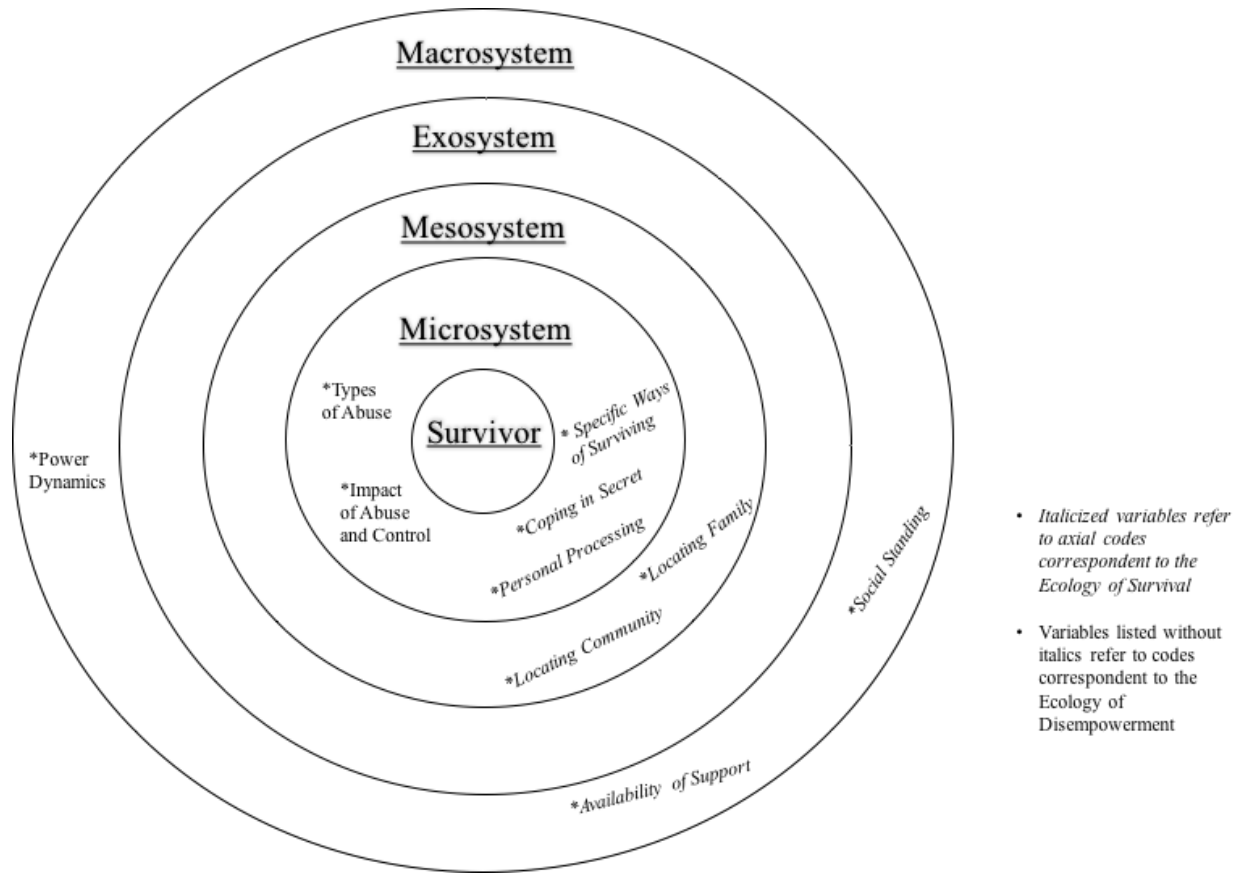 Macrosystem
Exosystem
Mesosystem
Microsystem
*Types
of Abuse
Survivor
* Specific Ways
of Surviving
*Power
Dynamics
*Impact
of Abuse
and Control
*Coping in Secret
*Personal Processing
*Locating Family
*Locating Community
*Social Standing
*Availability of Support
• Italicized variables refer
to axial codes
correspondent to the
Ecology of Survival
• Variables listed without
italics refer to codes
correspondent to the
Ecology of
Disempowerment